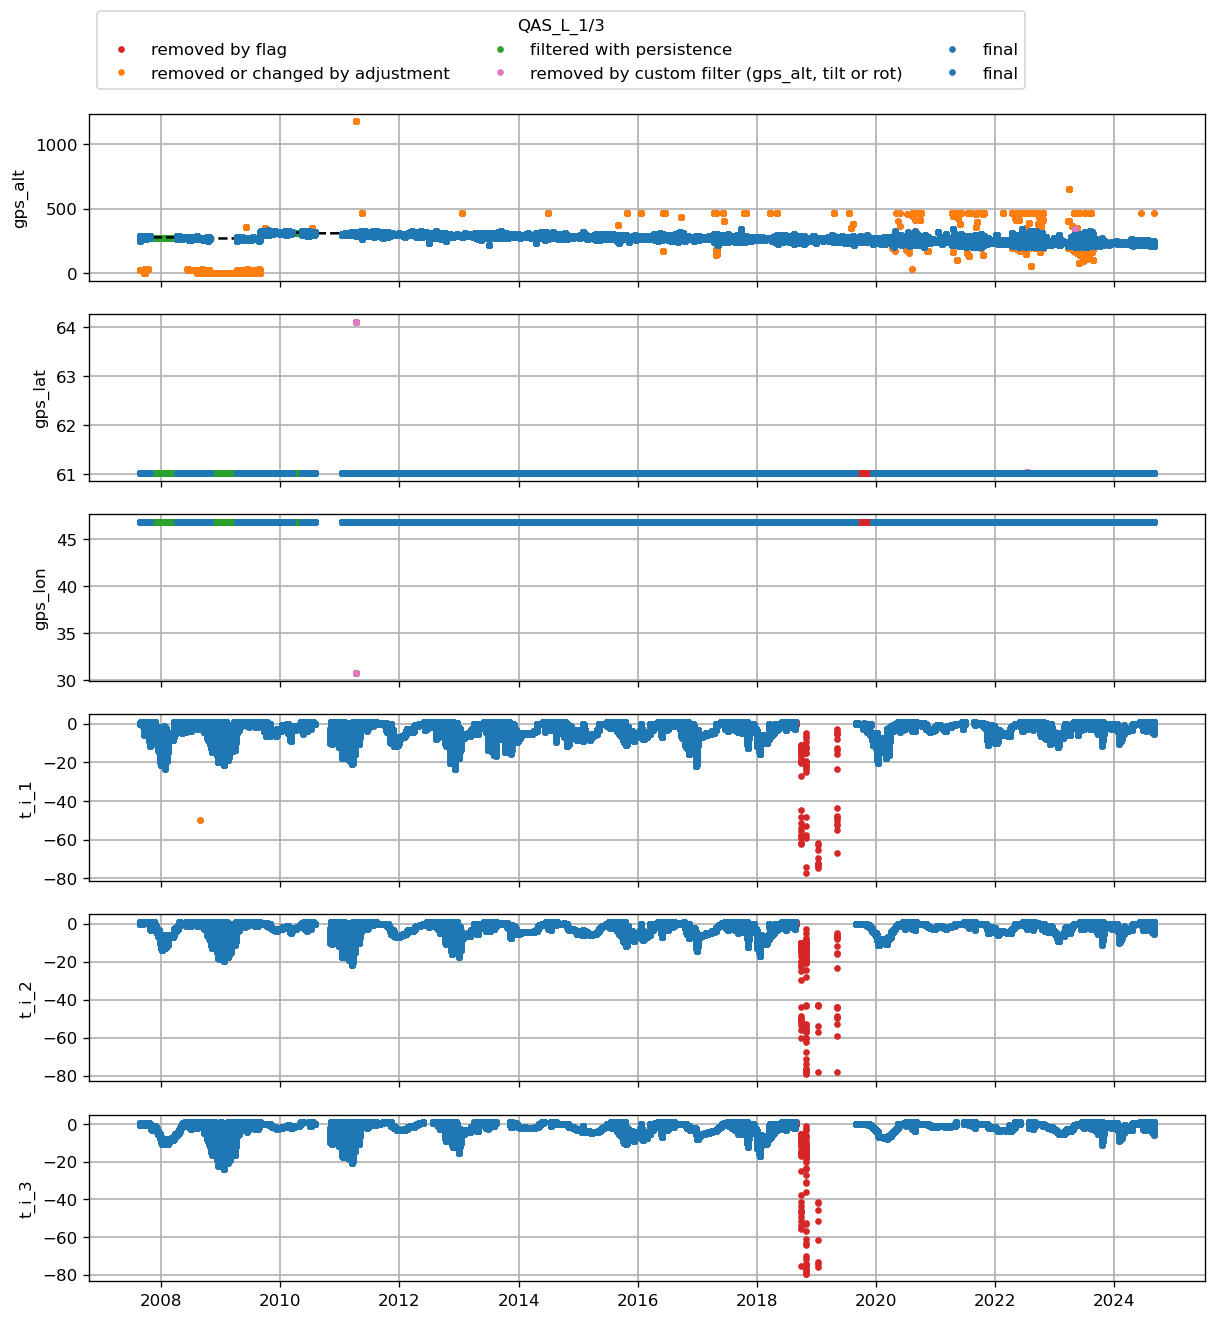 QAS_L_1/3
removed by flag
filtered with persistence
final
removed or changed by adjustment
removed by custom filter (gps_alt, tilt or rot)
final
gps_alt
1000
500
0
gps_lat
64
63
62
61
gps_lon
45
40
35
30
t_i_1
0
−20
−40
−60
−80
t_i_2
0
−20
−40
−60
−80
t_i_3
0
−20
−40
−60
−80
2008 2010 2012 2014 2016 2018 2020 2022 2024